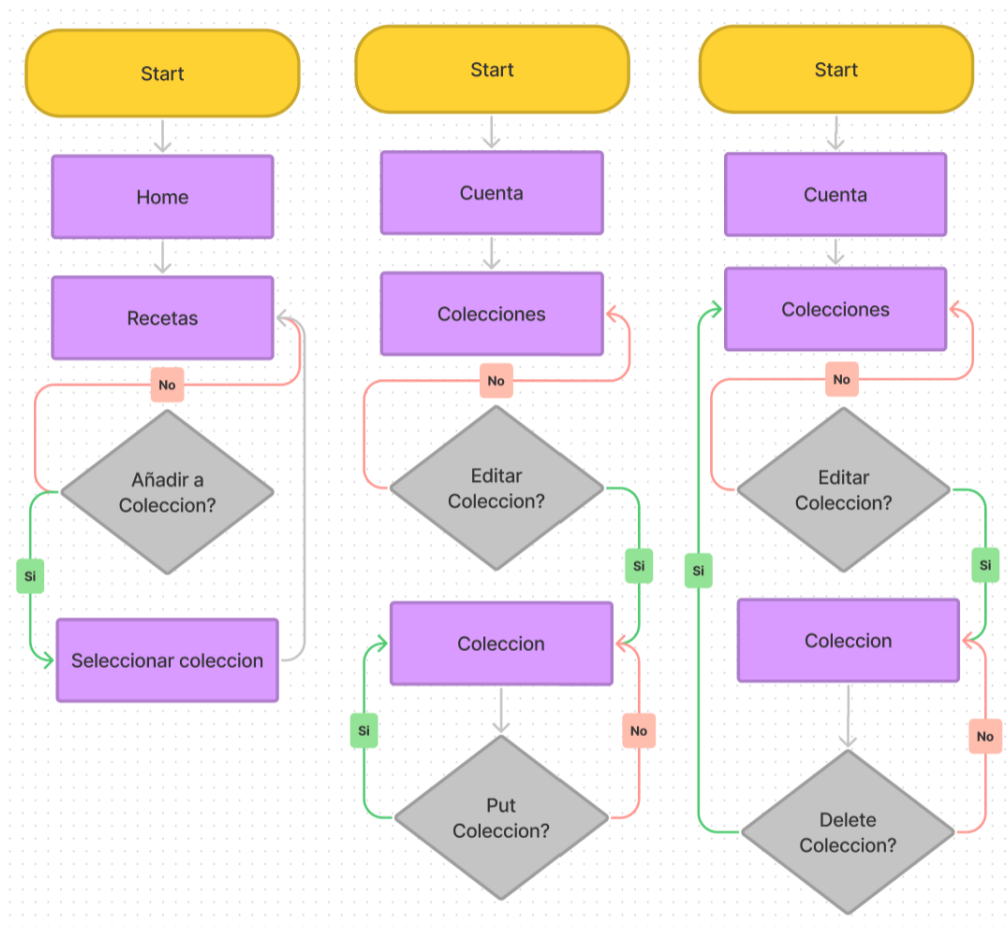 Start
Home
Recetas
No
Añadir a
Coleccion?
Si
Seleccionar coleccion
Start
Cuenta
Colecciones
No
Editar
Coleccion?
Si
Coleccion
Si
No
Put
Coleccion?
Start
Cuenta
Colecciones
No
Editar
Coleccion?
Si
Si
Coleccion
No
Delete
Coleccion?